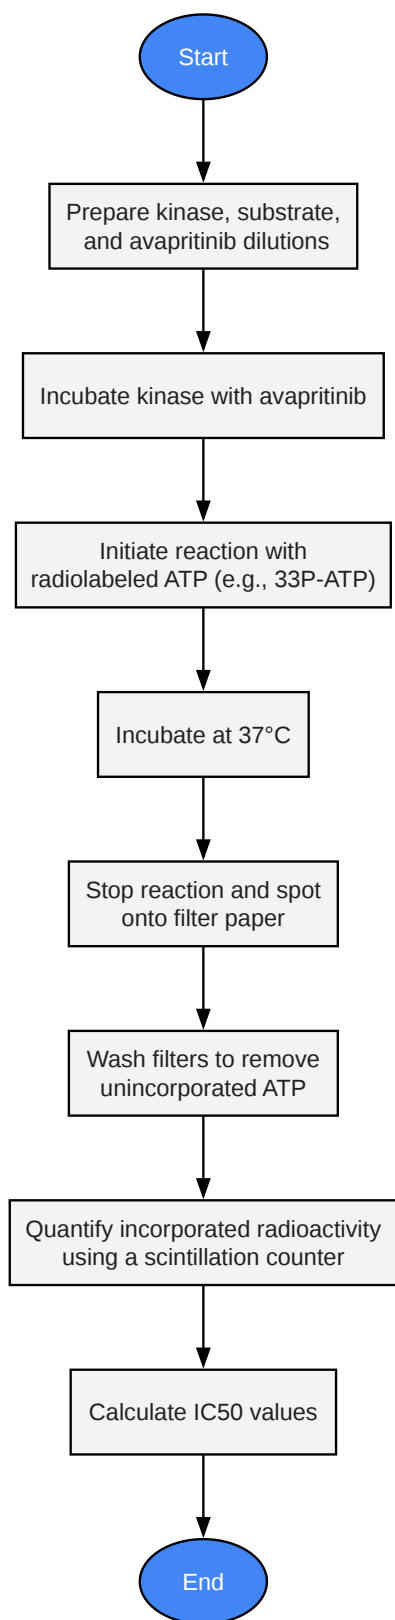 Start
Prepare kinase, substrate,
and avapritinib dilutions
Incubate kinase with avapritinib
Initiate reaction with
radiolabeled ATP (e.g., 33P-ATP)
Incubate at 37°C
Stop reaction and spot
onto filter paper
Wash filters to remove
unincorporated ATP
Quantify incorporated radioactivity
using a scintillation counter
Calculate IC50 values
End